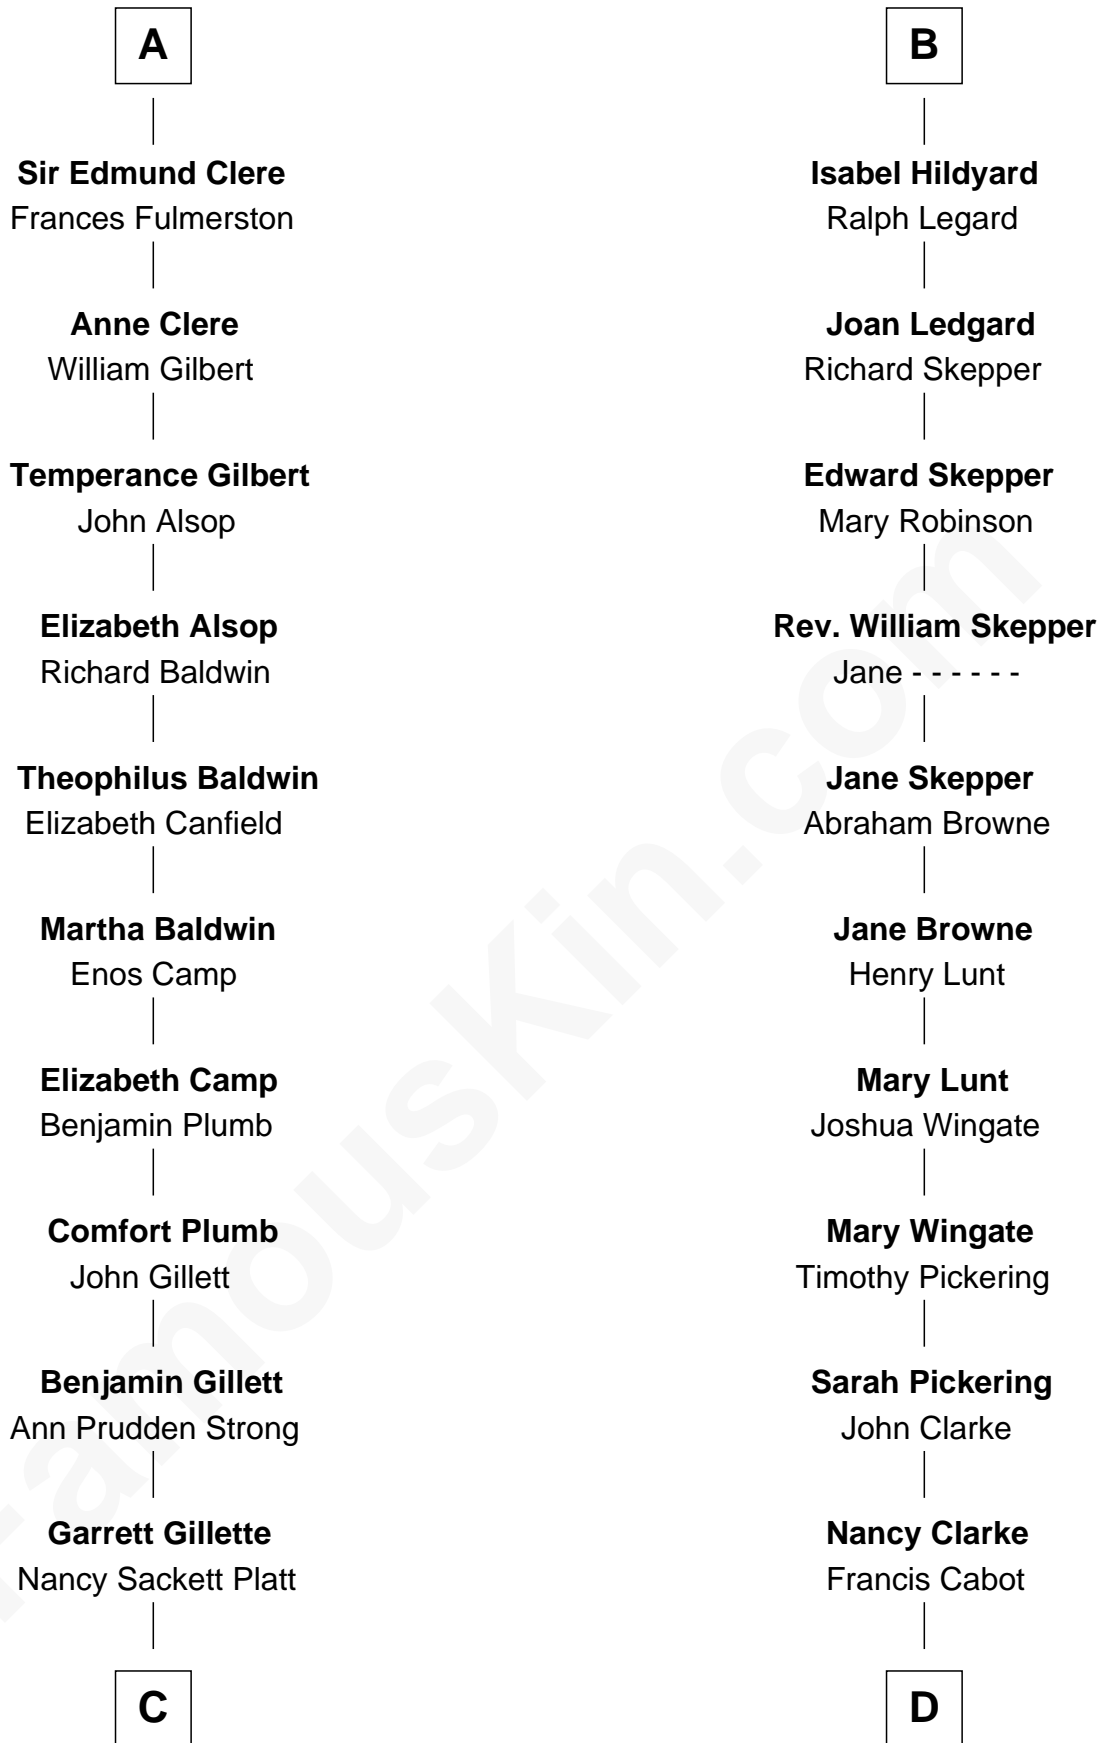 A
Sir Edmund Clere
Frances Fulmerston
Anne Clere
William Gilbert
Temperance Gilbert
John Alsop
Elizabeth Alsop
Richard Baldwin
Theophilus Baldwin
Elizabeth Canfield
Martha Baldwin
Enos Camp
Elizabeth Camp
Benjamin Plumb
Comfort Plumb
John Gillett
Benjamin Gillett
Ann Prudden Strong
Garrett Gillette
Nancy Sackett Platt
C
B
Isabel Hildyard
Ralph Legard
Joan Ledgard
Richard Skepper
Edward Skepper
Mary Robinson
Rev. William Skepper
Jane - - - - - -
Jane Skepper
Abraham Browne
Jane Browne
Henry Lunt
Mary Lunt
Joshua Wingate
Mary Wingate
Timothy Pickering
Sarah Pickering
John Clarke
Nancy Clarke
Francis Cabot
D
FamousKin.com